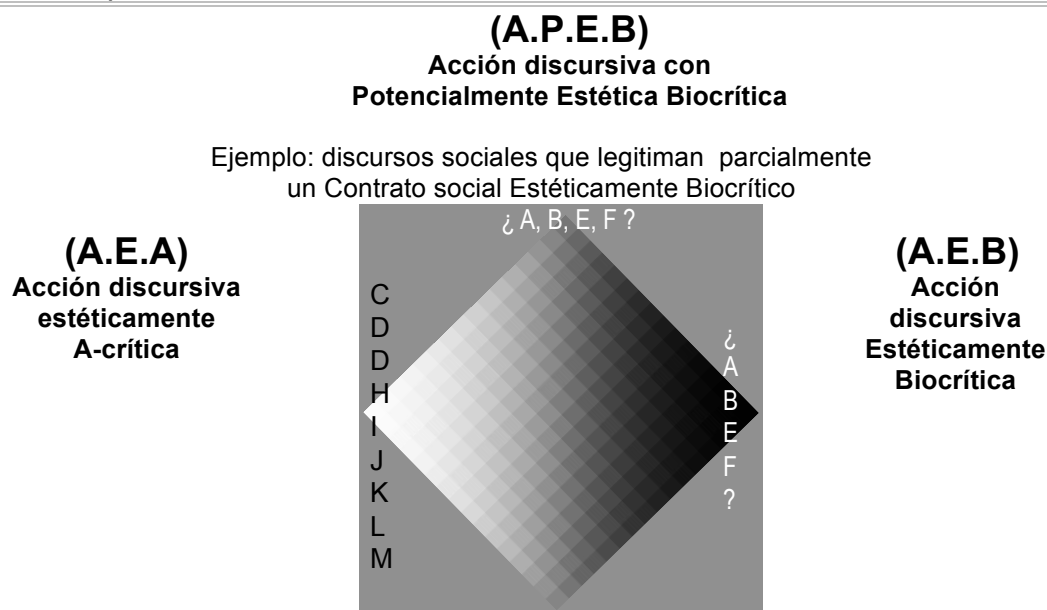 (A.P.E.B)
Acción discursiva con
Potencialmente Estética Biocrítica
Ejemplo: discursos sociales que legitiman parcialmente
un Contrato social Estéticamente Biocrítico
¿ A, B, E, F ?
(A.E.A)
Acción discursiva
estéticamente
A-crítica
C
D
D
H
I
J
K
L
M
¿
A
B
E
F
?
(A.E.B)
Acción
discursiva
Estéticamente
Biocrítica